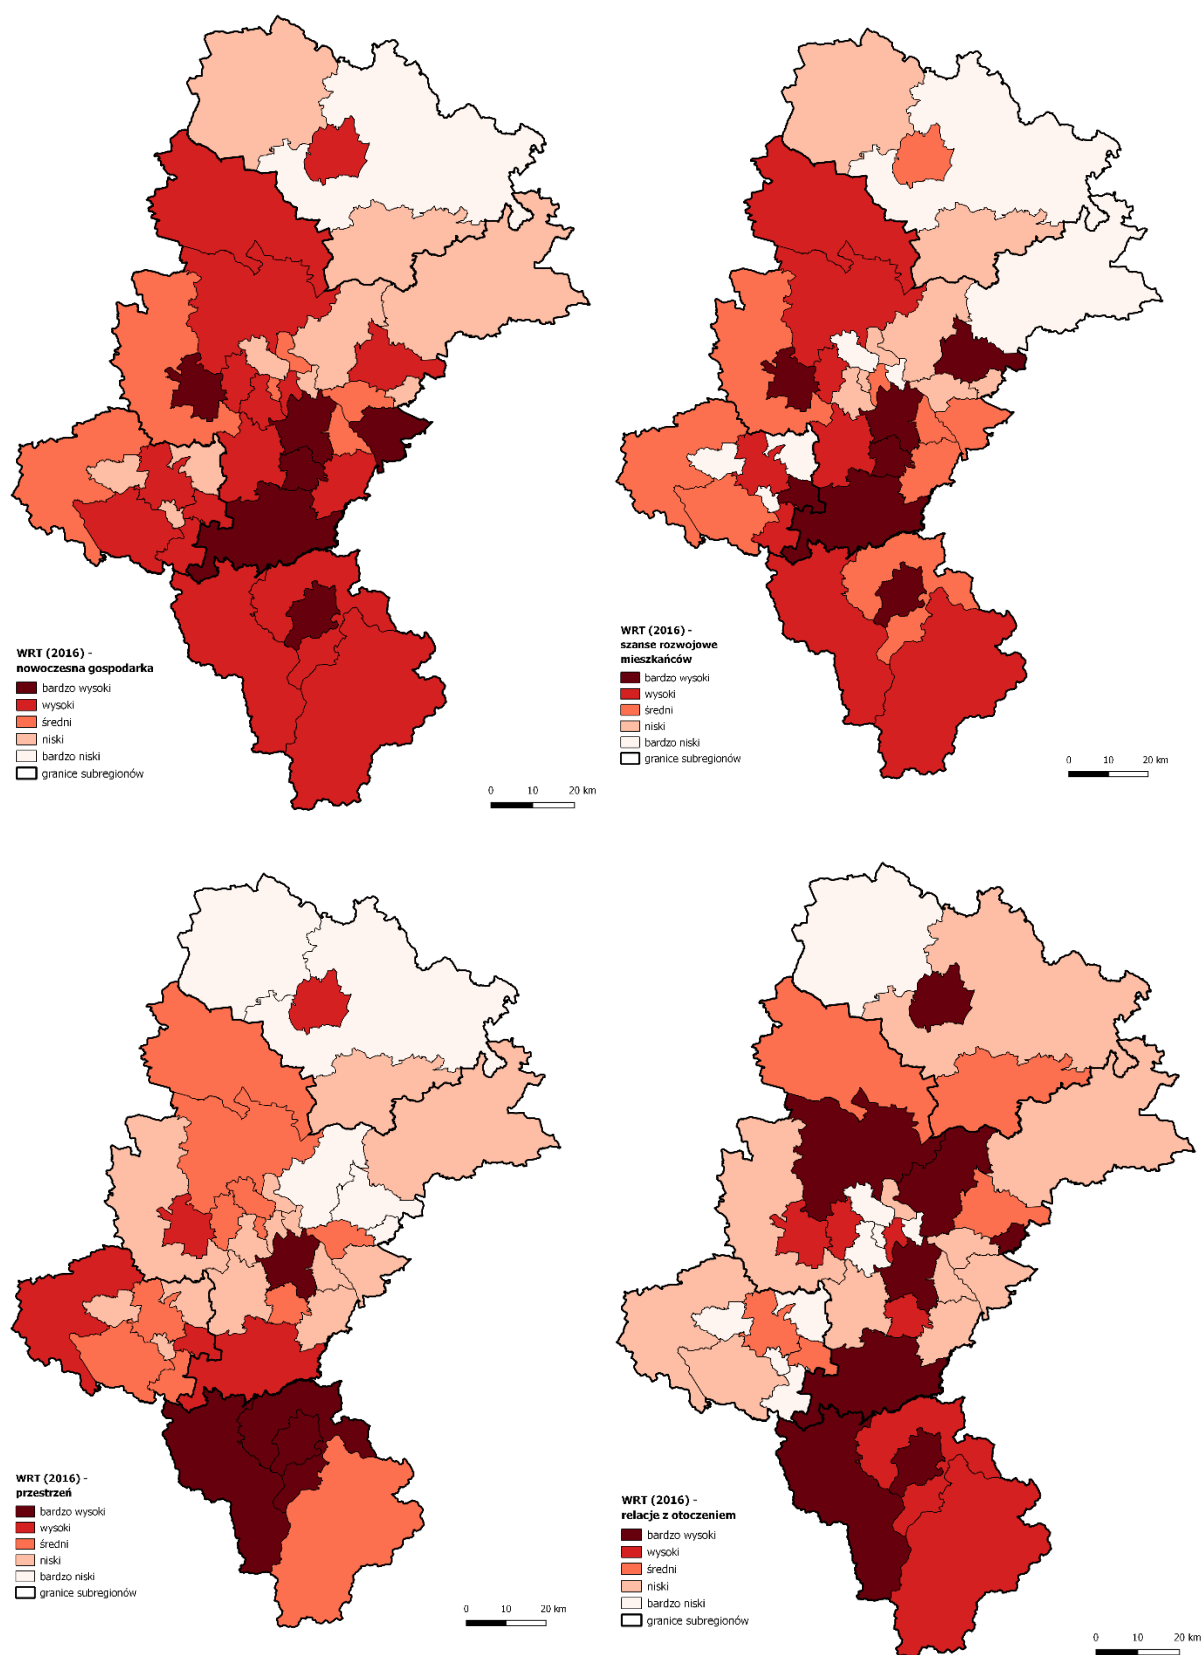 WRT (2016) -
nowoczesna gospodarka
bardzo wysoki
wysoki
średni
niski
bardzo niski
granice subregionów
0 10 20 km
WRT (2016) -
szanse rozwojowe
mieszkańców
bardzo wysoki
wysoki
średni
niski
bardzo niski
granice subregionów
0 10 20 km
WRT (2016) -
przestrzeń
bardzo wysoki
wysoki
średni
niski
bardzo niski
granice subregionów
0 10 20 km
WRT (2016) -
relacje z otoczeniem
bardzo wysoki
wysoki
średni
niski
bardzo niski
granice subregionów
0 10 20 km